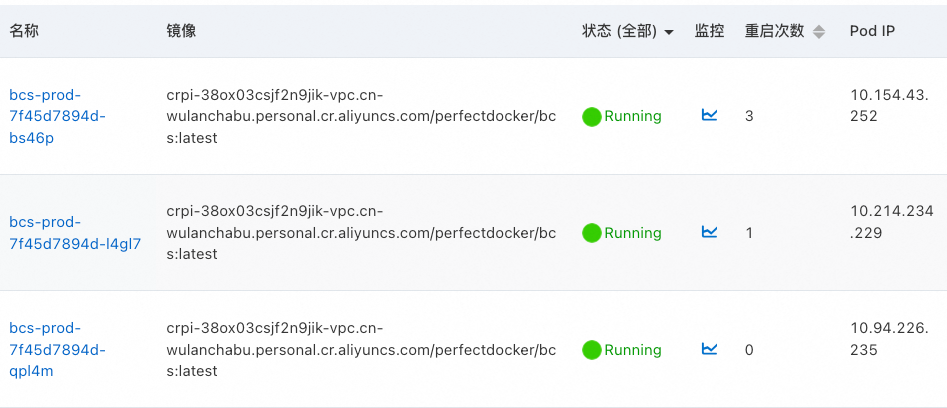 名称 镜像 状态 (全部) 监控 重启次数 Pod IP
bcs-prod-
7f45d7894d-
bs46p
crpi-38ox03csjf2n9jik-vpc.cn-
wulanchabu.personal.cr.aliyuncs.com/perfectdocker/bc
s:latest
Running
3
10.154.43.
252
bcs-prod-
7f45d7894d-l4gl7
crpi-38ox03csjf2n9jik-vpc.cn-
wulanchabu.personal.cr.aliyuncs.com/perfectdocker/bc
s:latest
Running
1
10.214.234
.229
bcs-prod-
7f45d7894d-
qpl4m
crpi-38ox03csjf2n9jik-vpc.cn-
wulanchabu.personal.cr.aliyuncs.com/perfectdocker/bc
s:latest
Running
0
10.94.226.
235